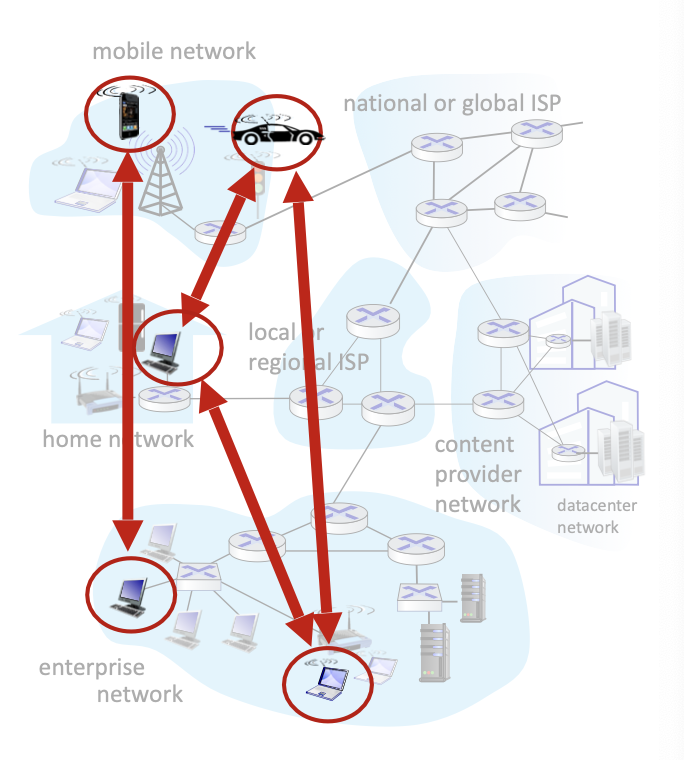 mobile network
national or global ISP
local or
regional ISP
home network
content
provider
network
datacenter
network
enterprise
network